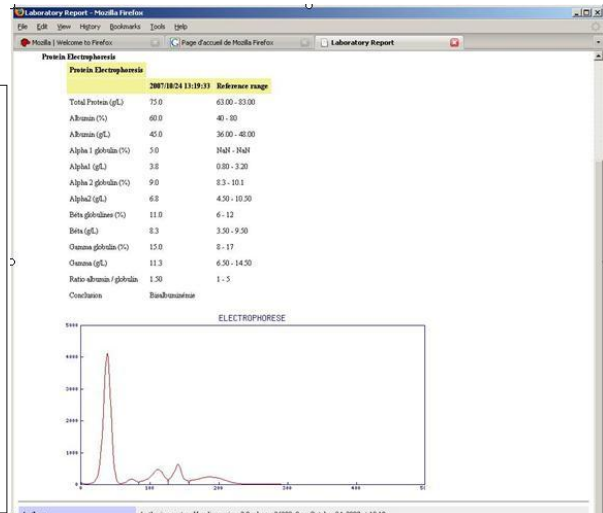 Laboratory Report - Mozilla Firefox
File Edit View History Bookmarks Tools Help
Mozilla | Welcome to Firefox Page d'accueil de Mozilla Firefox Laboratory Report
Protein Electrophoresis
Protein Electrophoresis
2007/10/24 13:19:33 Reference range
Total Protein (g/L) 75.0 63.00 - 83.00
Albumin (%) 60.0 40 - 80
Albumin (g/L) 45.0 36.00 - 48.00
Alpha 1 globulin (%) 5.0 NaN - NaN
Alpha1 (g/L) 3.8 0.80 - 3.20
Alpha 2 globulin (%) 9.0 8.3 - 10.1
Alpha2 (g/L) 6.8 4.50 - 10.50
Béta globulines (%) 11.0 6 - 12
Béta (g/L) 8.3 3.50 - 9.50
Gamma globulin (%) 15.0 8 - 17
Gamma (g/L) 11.3 6.50 - 14.50
Ratio albumin / globulin 1.50 1 - 5
Conclusion Bisalbuminémie
ELECTROPHORESE
5000
4000
3000
2000
1000
0
0 100 200 300 400